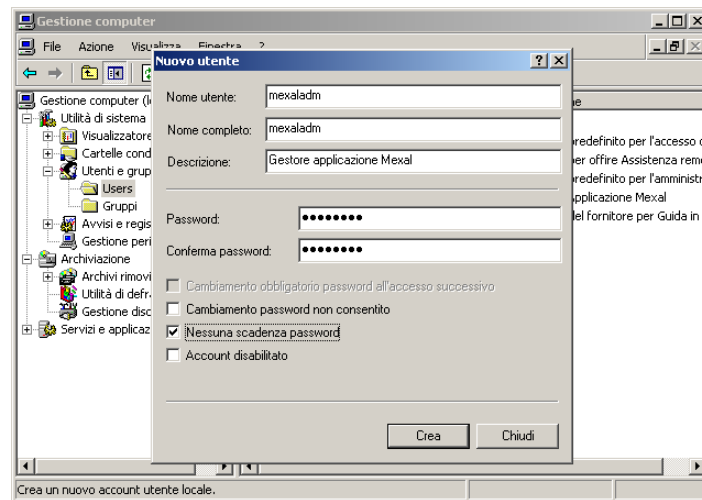 Gestione computer
File Azione Visualizza Finestra ?
Nuovo utente
Nome utente: mexaladm
Nome completo: mexaladm
Descrizione: Gestore applicazione Mexal
Password: ●●●●●●●●
Conferma password: ●●●●●●●●
Cambiamento obbligatorio password all'accesso successivo
Cambiamento password non consentito
Nessuna scadenza password
Account disabilitato
Crea Chiudi
Gestione computer (l
Utilità di sistema
Visualizzatore
Cartelle cond
Utenti e grup
Users
Gruppi
Avvisi e regis
Gestione peri
Archiviazione
Archivi rimovi
Utilità di defr
Gestione disc
Servizi e applicaz
predefinito per l'accesso
per offire Assistenza rem
predefinito per l'amministr
applicazione Mexal
del fornitore per Guida in
Crea un nuovo account utente locale.